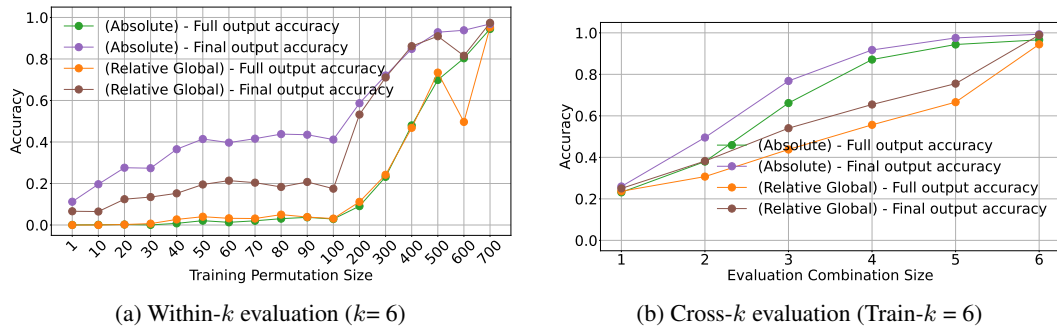 1.0
0.8
0.6
0.4
0.2
0.0
Accuracy
(Absolute) - Full output accuracy
(Absolute) - Final output accuracy
(Relative Global) - Full output accuracy
(Relative Global) - Final output accuracy
1 10 20 30 40 50 60 70 80 90 100 200 300 400 500 600 700
Training Permutation Size
(a) Within-k evaluation (k= 6)
1.0
0.8
0.6
0.4
0.2
0.0
Accuracy
(Absolute) - Full output accuracy
(Absolute) - Final output accuracy
(Relative Global) - Full output accuracy
(Relative Global) - Final output accuracy
1 2 3 4 5 6
Evaluation Combination Size
(b) Cross-k evaluation (Train-k = 6)